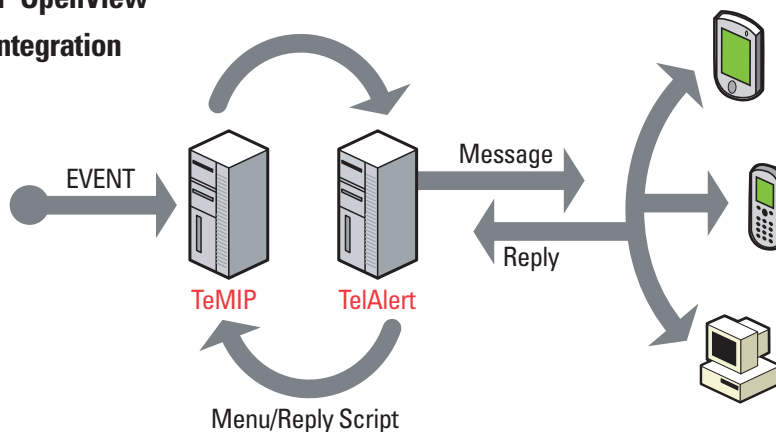 OpenView
ntegration
EVENT
Message
Reply
TeMIP
TelAlert
Menu/Reply Script